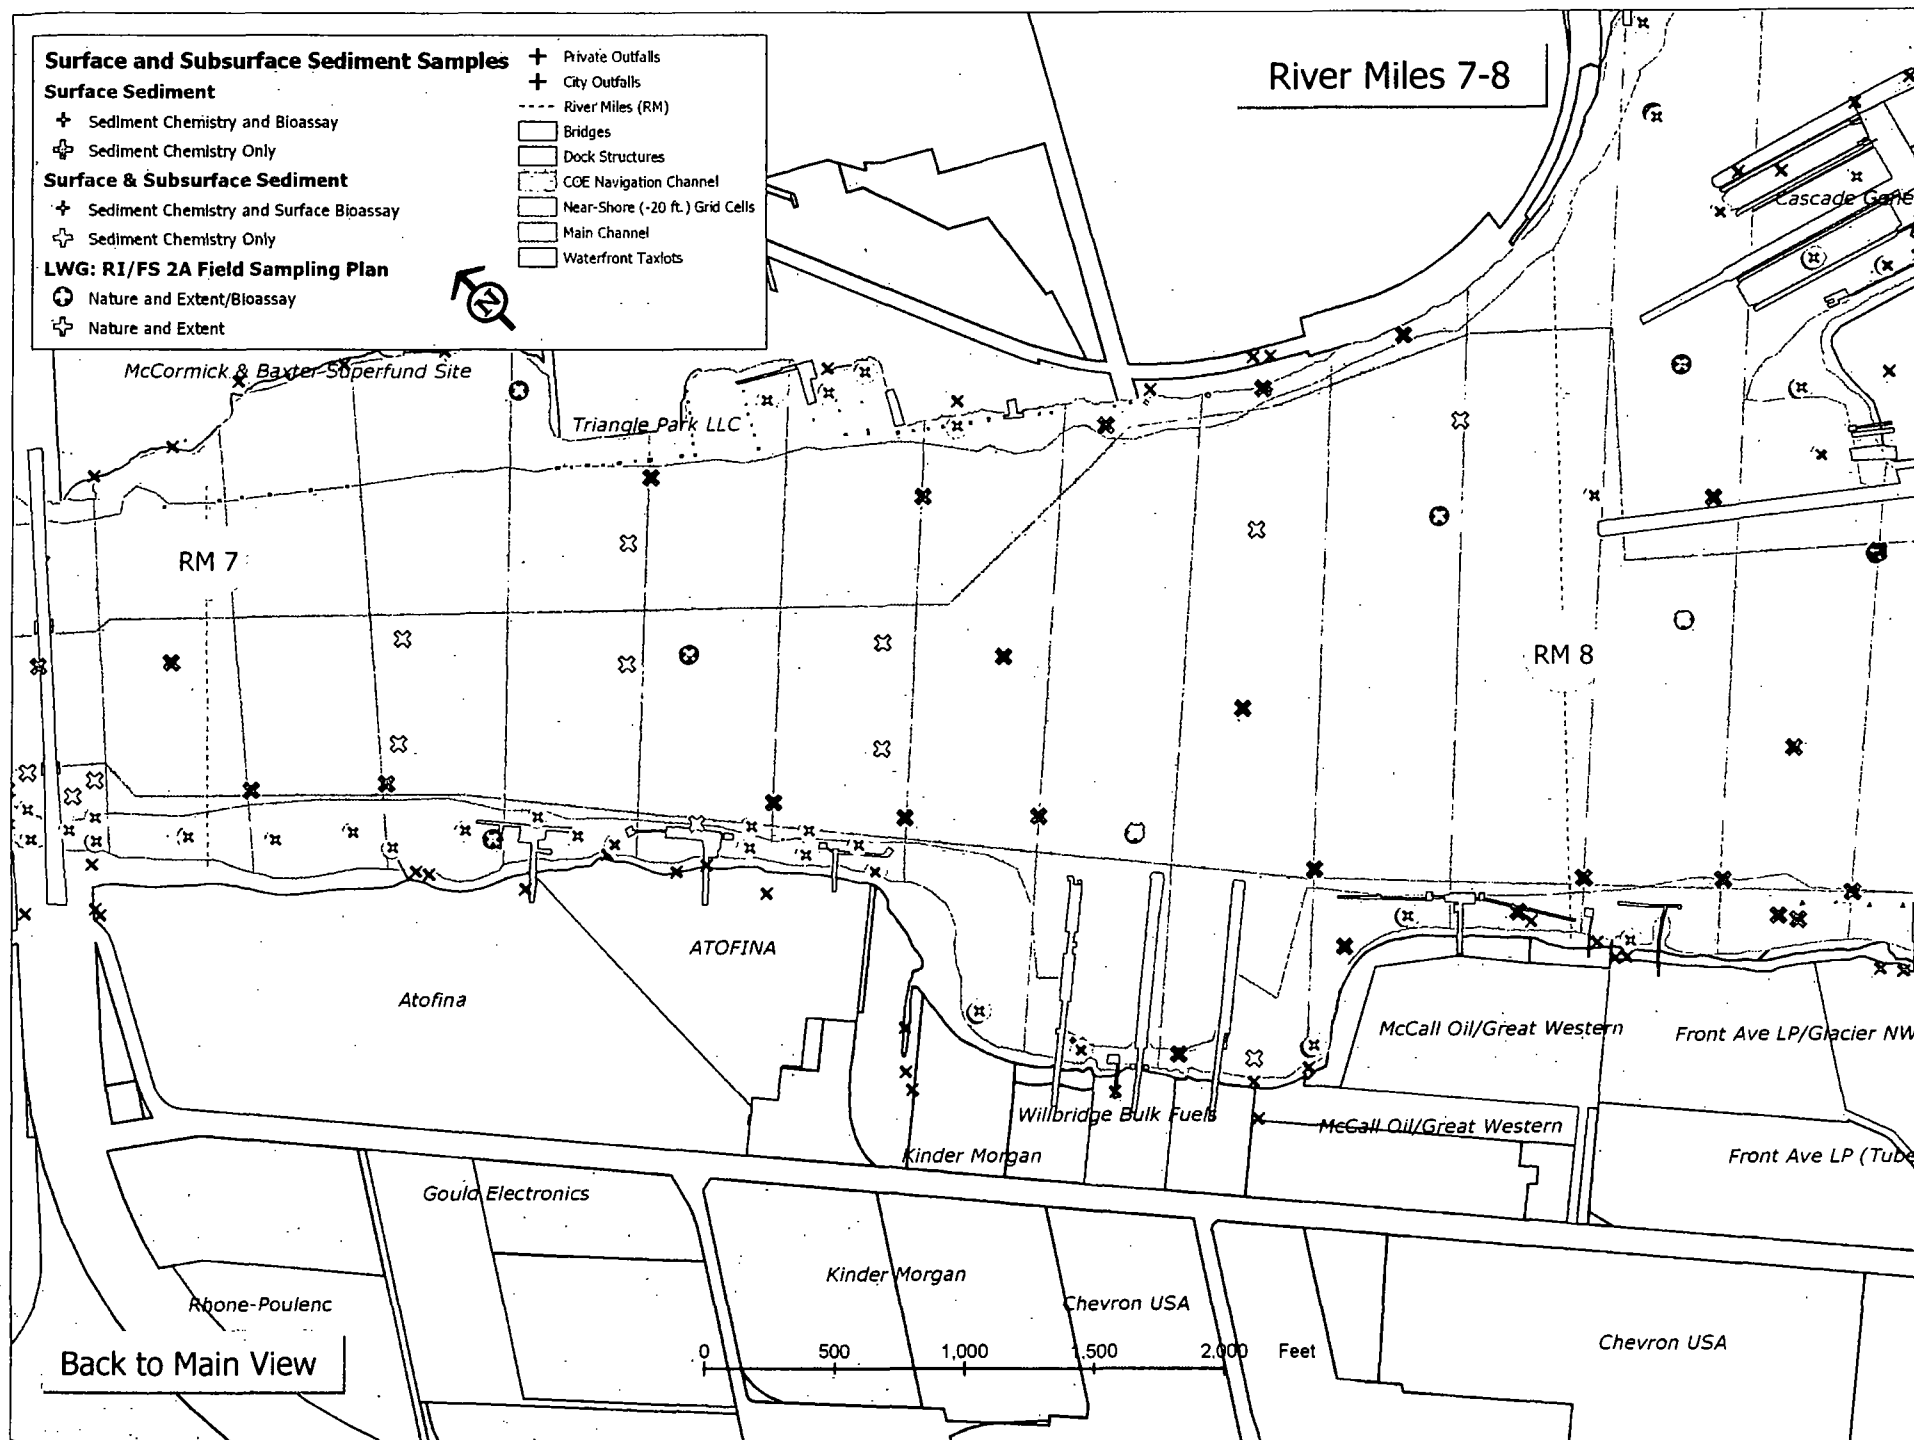 Surface and Subsurface Sediment Samples
Surface Sediment
Sediment Chemistry and Bioassay
Sediment Chemistry Only
Surface & Subsurface Sediment
Sediment Chemistry and Surface Bioassay
Sediment Chemistry Only
LWG: RI/FS 2A Field Sampling Plan
Nature and Extent/Bioassay
Nature and Extent
Private Outfalls
City Outfalls
River Miles (RM)
Bridges
Dock Structures
COE Navigation Channel
Near-Shore (-20 ft.) Grid Cells
Main Channel
Waterfront Taxlots
N
River Miles 7-8
Cascade Gene
McCormick & Baxter Superfund Site
Triangle Park LLC
RM 7
RM 8
ATOFINA
Atofina
McCall Oil/Great Western
Front Ave LP/Glacier NW
Willbridge Bulk Fuels
McCall Oil/Great Western
Kinder Morgan
Front Ave LP (Tube
Gould Electronics
Kinder Morgan
Rhone-Poulenc
Chevron USA
Chevron USA
0 500 1,000 1,500 2,000 Feet
Back to Main View